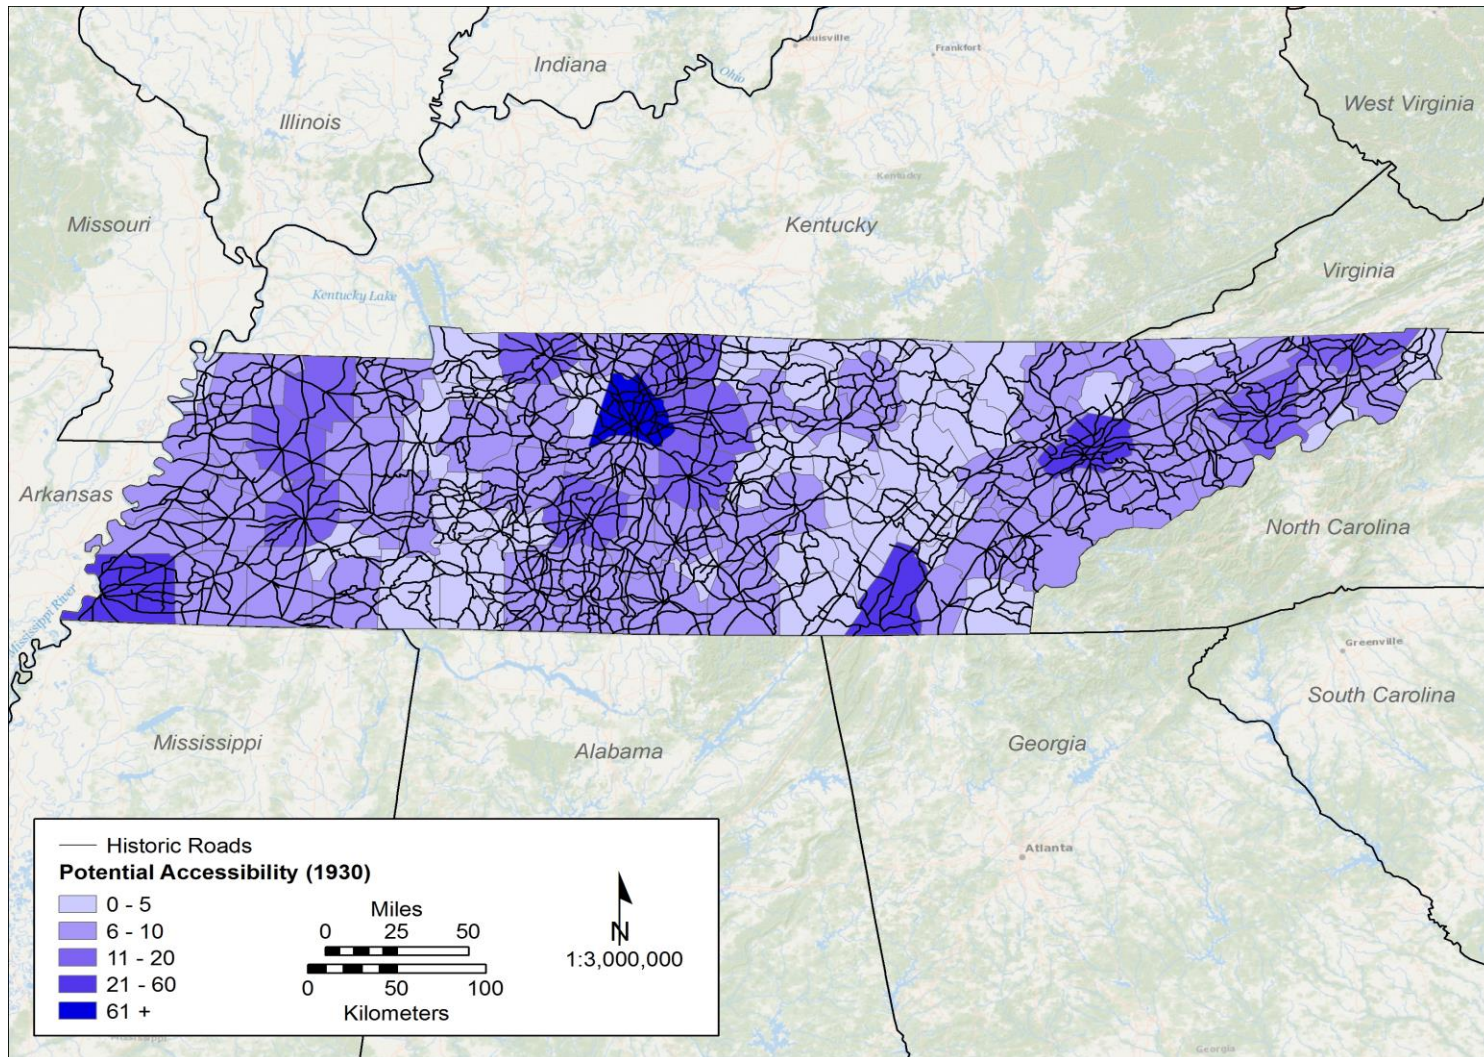 Louisville
Frankfort
Indiana
Ohio
West Virginia
Illinois
Kentucky
Missouri
Kentucky
Virginia
Kentucky Lake
Arkansas
North Carolina
Mississippi River
Greenville
South Carolina
Mississippi
Alabama
Georgia
Atlanta
Historic Roads
Potential Accessibility (1930)
0 - 5
6 - 10
11 - 20
21 - 60
61 +
Miles
0 25 50
0 50 100
Kilometers
N
1:3,000,000
Mississippi
Georgia